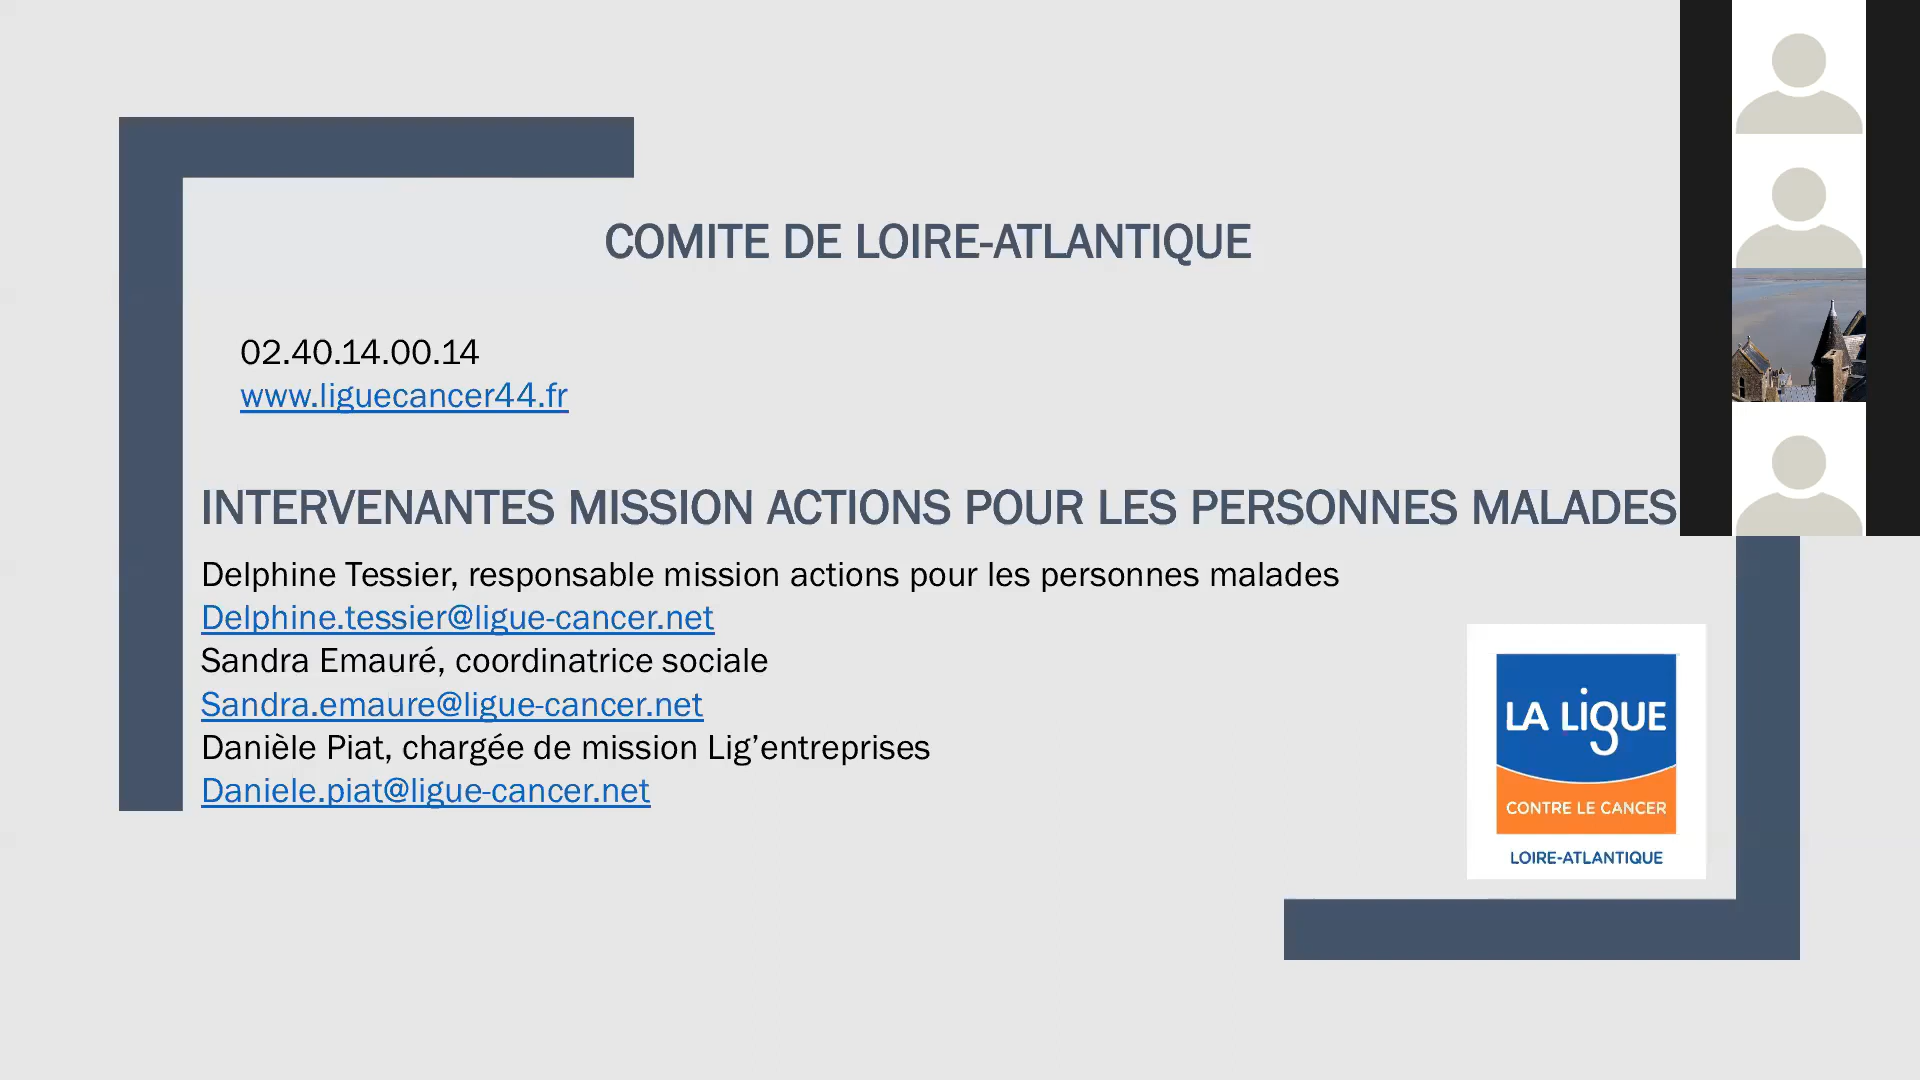 COMITE DE LOIRE-ATLANTIQUE
02.40.14.00.14
www.liguecancer44.fr
INTERVENANTES MISSION ACTIONS POUR LES PERSONNES MALADES
Delphine Tessier, responsable mission actions pour les personnes malades
Delphine.tessier@ligue-cancer.net
Sandra Emauré, coordinatrice sociale
Sandra.emaure@ligue-cancer.net
Danièle Piat, chargée de mission Lig’entreprises
Daniele.piat@ligue-cancer.net
LA LIGUE
CONTRE LE CANCER
LOIRE-ATLANTIQUE